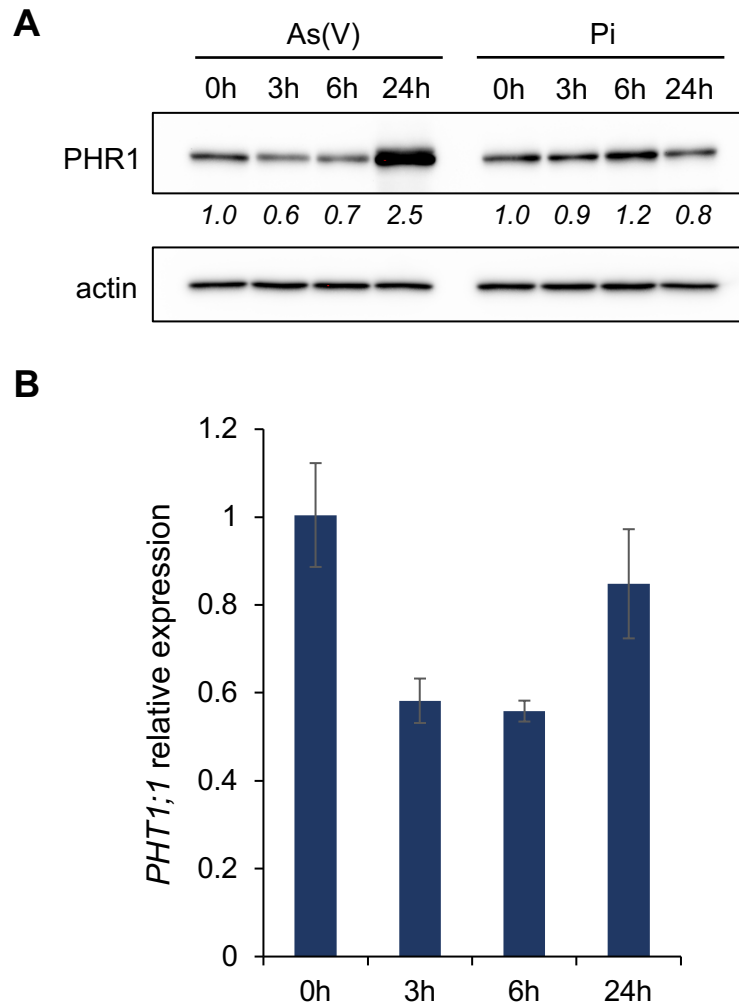 A
As(V) Pi
0h 3h 6h 24h 0h 3h 6h 24h
PHR1
1.0 0.6 0.7 2.5 1.0 0.9 1.2 0.8
actin
B
PHT1;1 relative expression
1.2
1
0.8
0.6
0.4
0.2
0
0h 3h 6h 24h